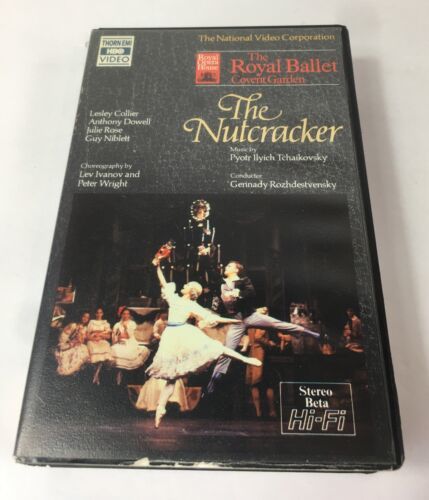 THORN EMI
HBO
VIDEO
The National Video Corporation
Royal
Opera
House
The
Royal Ballet
Covent Garden
The
Nutcracker
Lesley Collier
Anthony Dowell
Julie Rose
Guy Niblett
Music by
Pyotr Ilyich Tchaikovsky
Choreography by
Lev Ivanov and
Peter Wright
Conductor
Gennady Rozhdestvensky
Stereo
Beta
Hi-Fi